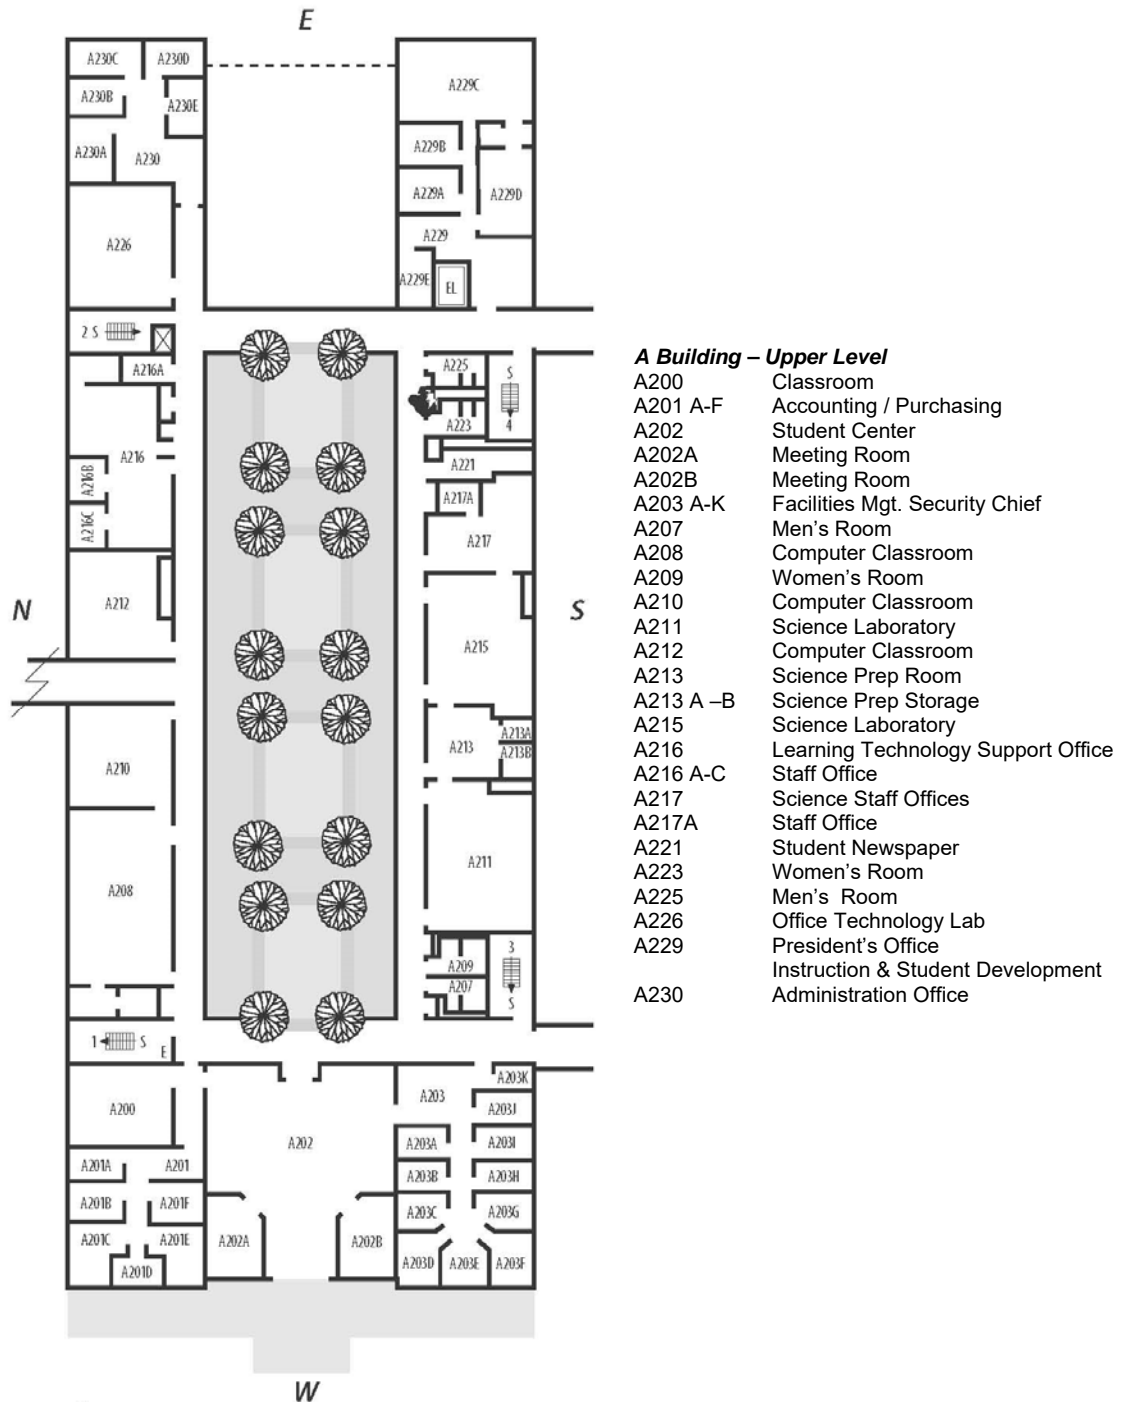 E
A230C
A230D
A229C
A230B
A230E
A229B
A230A
A230
A229A
A229D
A226
A229
A229E
EL
2 S
A216A
A225
S
4
A223
A216
A221
A216B
A217A
A216C
A217
A212
N
S
A215
A213
A213A
A213B
A210
A211
A208
A209
3
A207
S
1
S
E
A200
A203
A203K
A203J
A202
A203A
A203I
A201A
A201
A203B
A203H
A201B
A201F
A203C
A203G
A201C
A201E
A202A
A202B
A201D
A203D
A203E
A203F
W
A Building – Upper Level
A200 Classroom
A201 A-F Accounting / Purchasing
A202 Student Center
A202A Meeting Room
A202B Meeting Room
A203 A-K Facilities Mgt. Security Chief
A207 Men's Room
A208 Computer Classroom
A209 Women's Room
A210 Computer Classroom
A211 Science Laboratory
A212 Computer Classroom
A213 Science Prep Room
A213 A –B Science Prep Storage
A215 Science Laboratory
A216 Learning Technology Support Office
A216 A-C Staff Office
A217 Science Staff Offices
A217A Staff Office
A221 Student Newspaper
A223 Women's Room
A225 Men's Room
A226 Office Technology Lab
A229 President's Office
Instruction & Student Development
A230 Administration Office